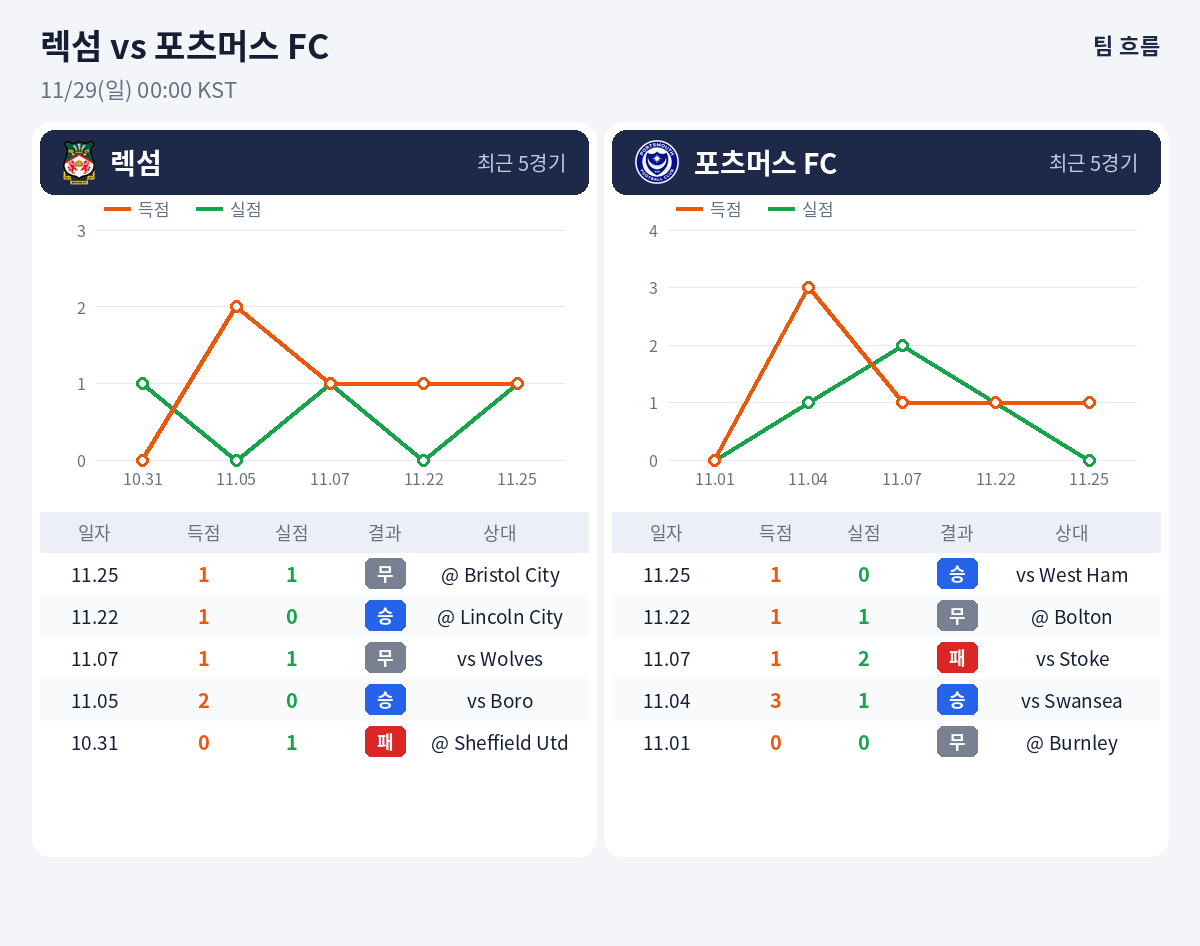 렉섬 vs 포츠머스 FC
팀 흐름
11/29(일) 00:00 KST
렉섬
최근 5경기
득점 실점
3
2
1
0
10.31 11.05 11.07 11.22 11.25
일자 득점 실점 결과 상대
11.25 1 1 무 @ Bristol City
11.22 1 0 승 @ Lincoln City
11.07 1 1 무 vs Wolves
11.05 2 0 승 vs Boro
10.31 0 1 패 @ Sheffield Utd
PORTSMOUTH
FOOTBALL CLUB
포츠머스 FC
최근 5경기
득점 실점
4
3
2
1
0
11.01 11.04 11.07 11.22 11.25
일자 득점 실점 결과 상대
11.25 1 0 승 vs West Ham
11.22 1 1 무 @ Bolton
11.07 1 2 패 vs Stoke
11.04 3 1 승 vs Swansea
11.01 0 0 무 @ Burnley